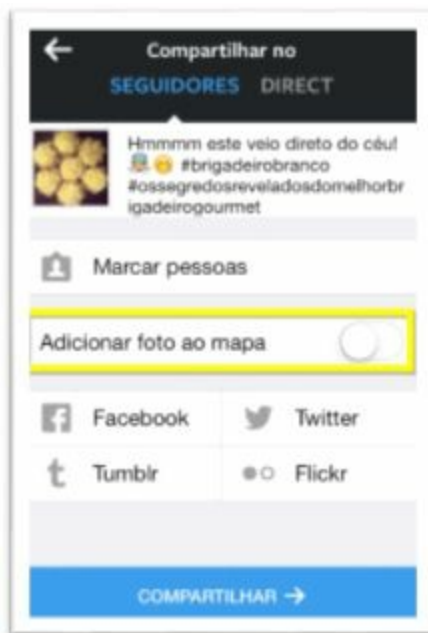 Compartilhar no
SEGUIDORES DIRECT
Hmmmm este veio direto do céu!
#brigadeirobranco
#ossegredosreveladosdomelhorbr
igadeirogourmet
Marcar pessoas
Adicionar foto ao mapa
Facebook Twitter
Tumblr Flickr
COMPARTILHAR →